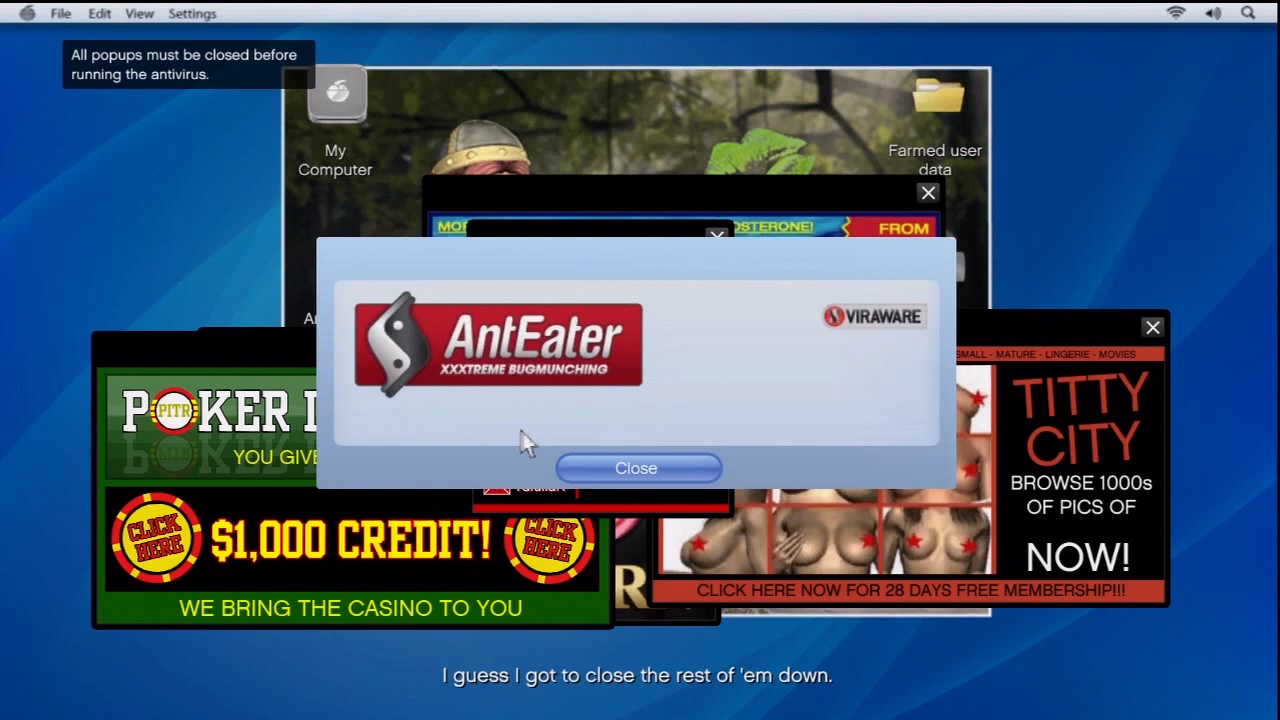 File Edit View Settings
All popups must be closed before
running the antivirus.
My
Computer
Farmed user
data
MOR
OSTERONE!
FROM
AntEater
XXXTREME BUGMUNCHING
VIRAWARE
Close
POKER
PITR
YOU GIVE
CLICK
HERE
$1,000 CREDIT!
CLICK
HERE
WE BRING THE CASINO TO YOU
SMALL - MATURE - LINGERIE - MOVIES
TITTY
CITY
BROWSE 1000s
OF PICS OF
NOW!
CLICK HERE NOW FOR 28 DAYS FREE MEMBERSHIP!!!
I guess I got to close the rest of 'em down.